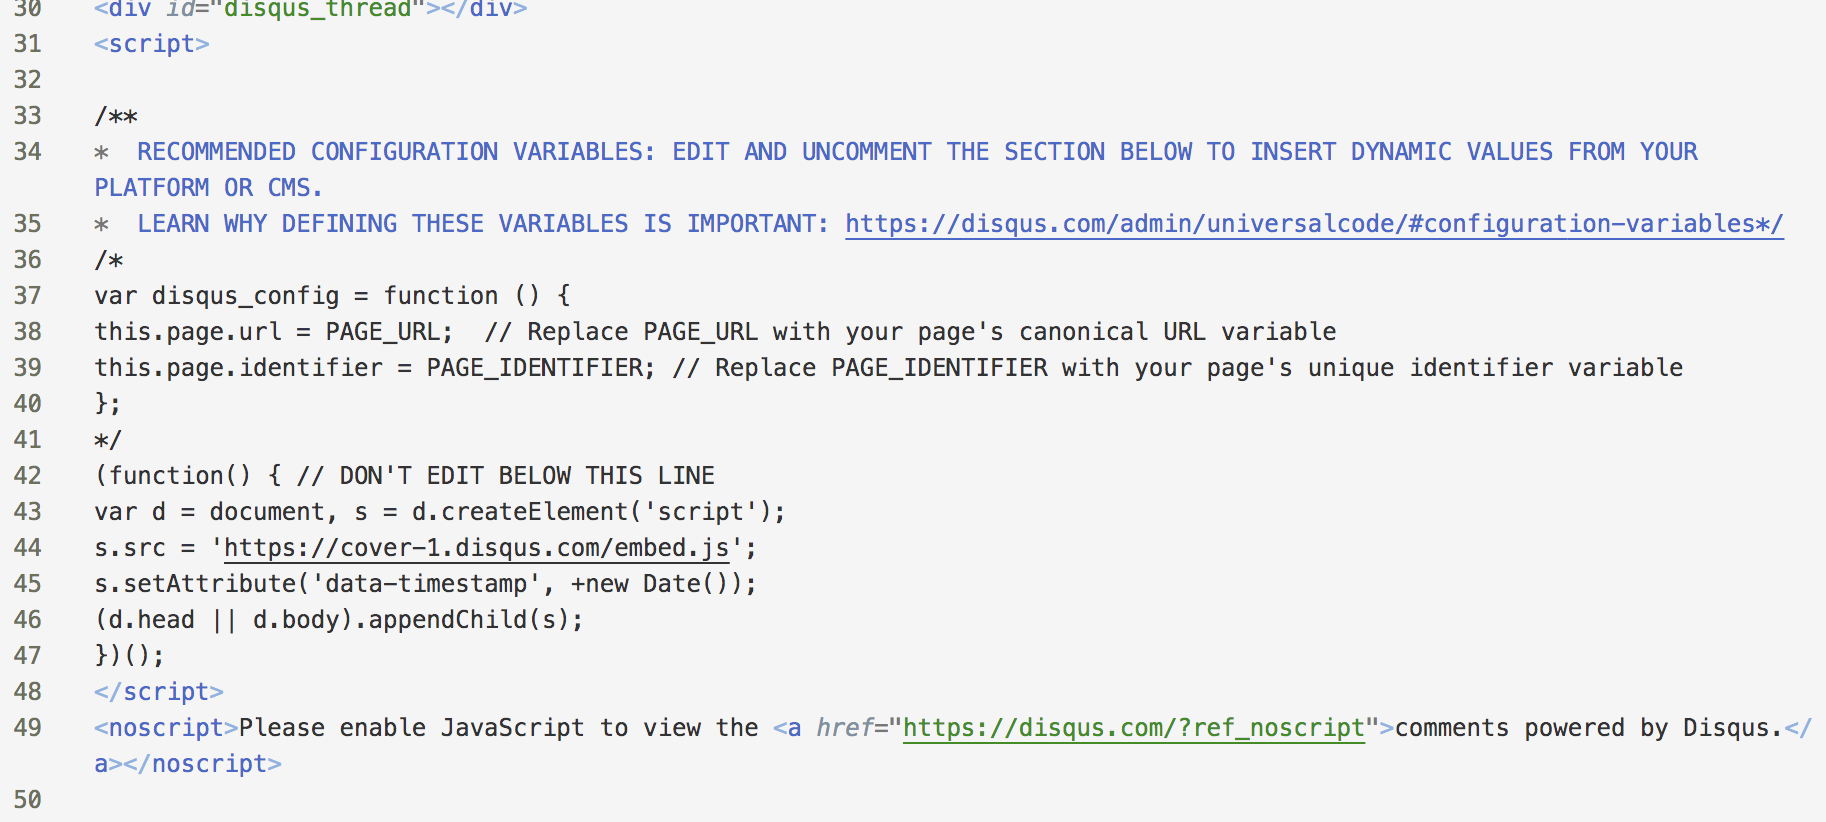 30 <div id="disqus_thread"></div>
31 <script>
32
33 /**
34 *  RECOMMENDED CONFIGURATION VARIABLES: EDIT AND UNCOMMENT THE SECTION BELOW TO INSERT DYNAMIC VALUES FROM YOUR
PLATFORM OR CMS.
35 *  LEARN WHY DEFINING THESE VARIABLES IS IMPORTANT: https://disqus.com/admin/universalcode/#configuration-variables*/
36 /*
37 var disqus_config = function () {
38 this.page.url = PAGE_URL;  // Replace PAGE_URL with your page's canonical URL variable
39 this.page.identifier = PAGE_IDENTIFIER; // Replace PAGE_IDENTIFIER with your page's unique identifier variable
40 };
41 */
42 (function() { // DON'T EDIT BELOW THIS LINE
43 var d = document, s = d.createElement('script');
44 s.src = 'https://cover-1.disqus.com/embed.js';
45 s.setAttribute('data-timestamp', +new Date());
46 (d.head || d.body).appendChild(s);
47 })();
48 </script>
49 <noscript>Please enable JavaScript to view the <a href="https://disqus.com/?ref_noscript">comments powered by Disqus.</
a></noscript>
50